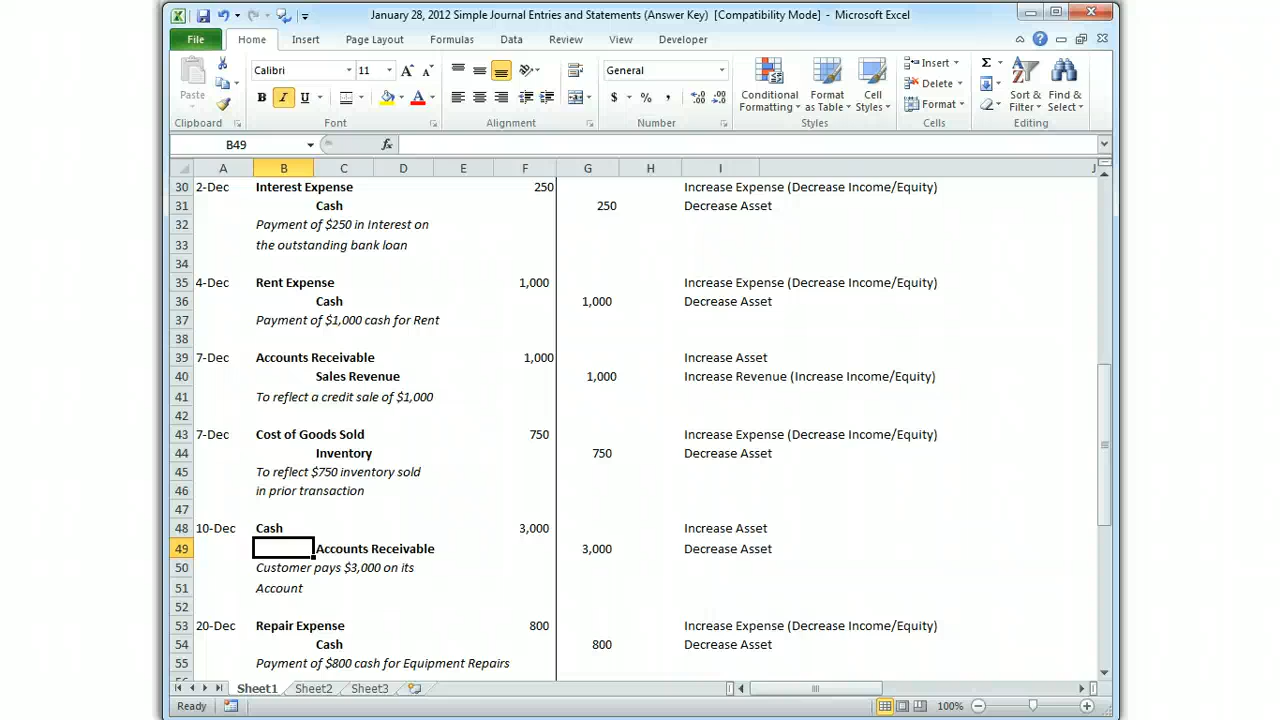 January 28, 2012 Simple Journal Entries and Statements (Answer Key) [Compatibility Mode] - Microsoft Excel
File Home Insert Page Layout Formulas Data Review View Developer
Paste
Calibri 11
B I U
General
$ % ,
Conditional Formatting
Format as Table
Cell Styles
Insert
Delete
Format
Σ
Sort & Filter
Find & Select
Clipboard Font Alignment Number Styles Cells Editing
B49 fx
A B C D E F G H I J
30 2-Dec Interest Expense 250 Increase Expense (Decrease Income/Equity)
31 Cash 250 Decrease Asset
32 Payment of $250 in Interest on
33 the outstanding bank loan
34
35 4-Dec Rent Expense 1,000 Increase Expense (Decrease Income/Equity)
36 Cash 1,000 Decrease Asset
37 Payment of $1,000 cash for Rent
38
39 7-Dec Accounts Receivable 1,000 Increase Asset
40 Sales Revenue 1,000 Increase Revenue (Increase Income/Equity)
41 To reflect a credit sale of $1,000
42
43 7-Dec Cost of Goods Sold 750 Increase Expense (Decrease Income/Equity)
44 Inventory 750 Decrease Asset
45 To reflect $750 inventory sold
46 in prior transaction
47
48 10-Dec Cash 3,000 Increase Asset
49 Accounts Receivable 3,000 Decrease Asset
50 Customer pays $3,000 on its
51 Account
52
53 20-Dec Repair Expense 800 Increase Expense (Decrease Income/Equity)
54 Cash 800 Decrease Asset
55 Payment of $800 cash for Equipment Repairs
Sheet1 Sheet2 Sheet3
Ready 100%